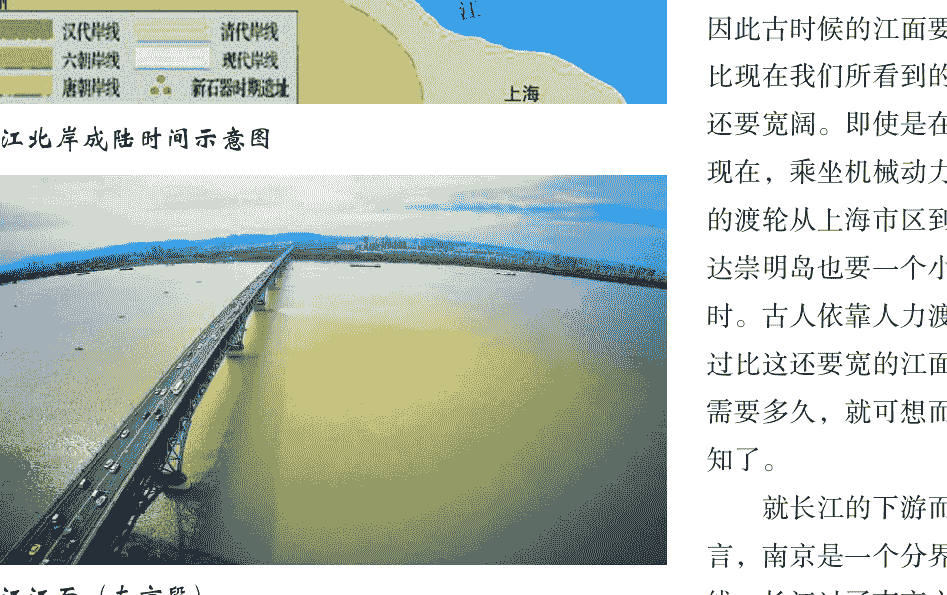 江
汉代岸线 清代岸线
六朝岸线 现代岸线
唐朝岸线 新石器时期遗址
上海
江北岸成陆时间示意图
因此古时候的江面要
比现在我们所看到的
还要宽阔。即使是在
现在，乘坐机械动力
的渡轮从上海市区到
达崇明岛也要一个小
时。古人依靠人力渡
过比这还要宽的江面
需要多久，就可想而
知了。
就长江的下游而
言，南京是一个分界